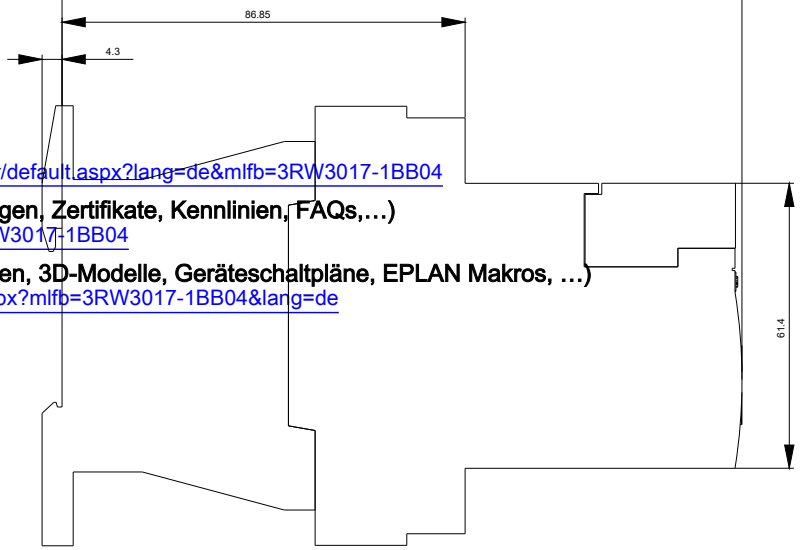 86.85
4.3
/default.aspx?lang=de&mlfb=3RW3017-1BB04
gen, Zertifikate, Kennlinien, FAQs,…)
W3017-1BB04
en, 3D-Modelle, Geräteschaltpläne, EPLAN Makros, …)
px?mlfb=3RW3017-1BB04&lang=de
61.4